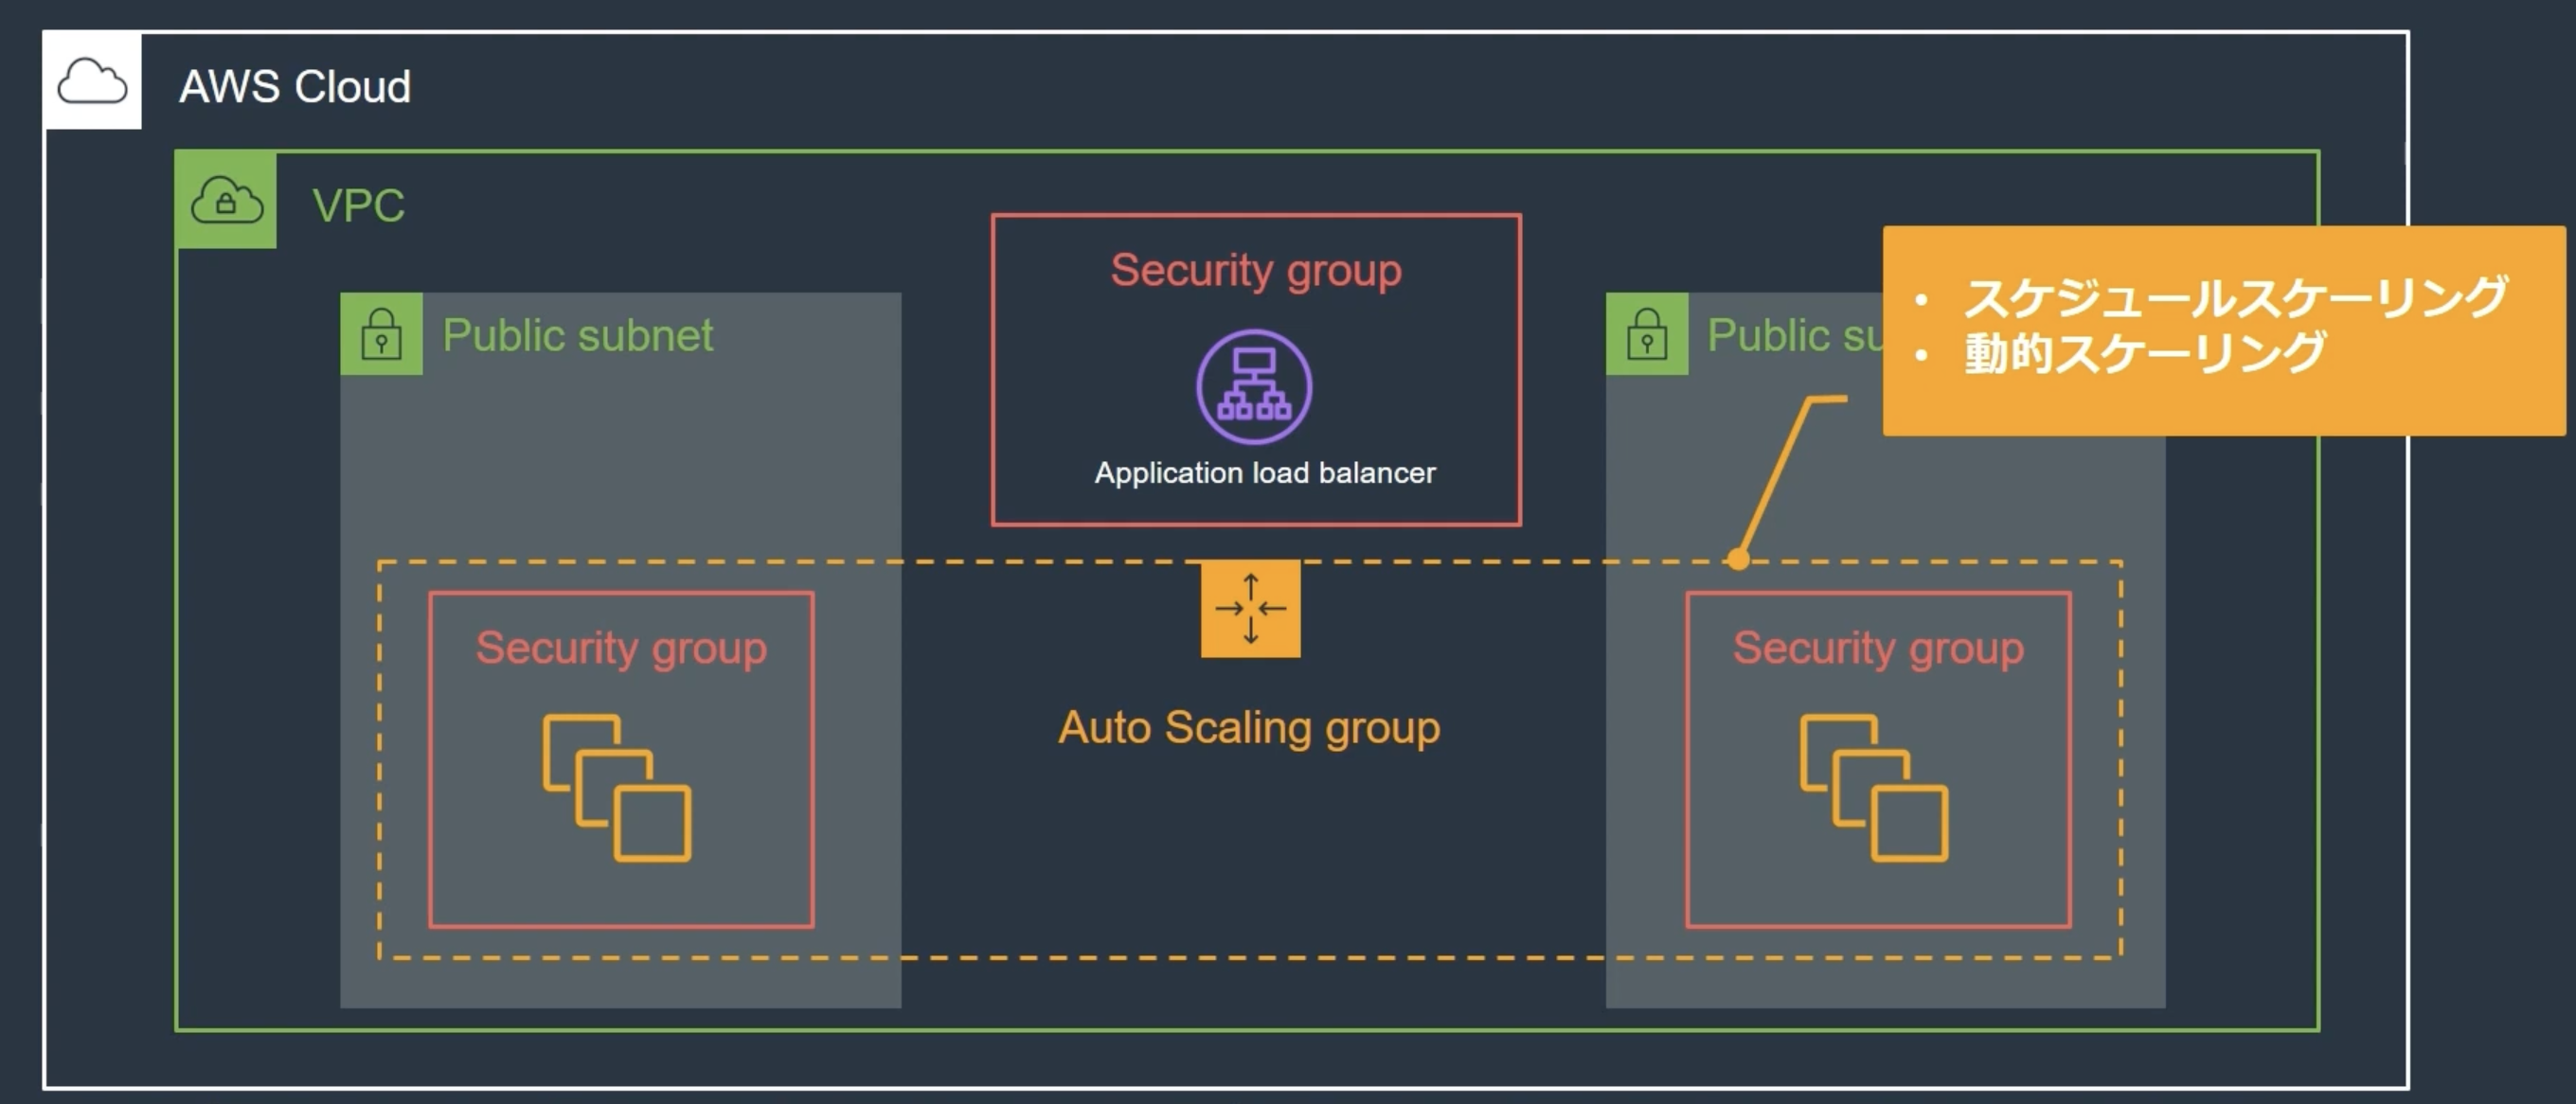 AWS Cloud
VPC
Security group
Application load balancer
Public subnet
Public su
• スケジュールスケーリング
• 動的スケーリング
Security group
Auto Scaling group
Security group